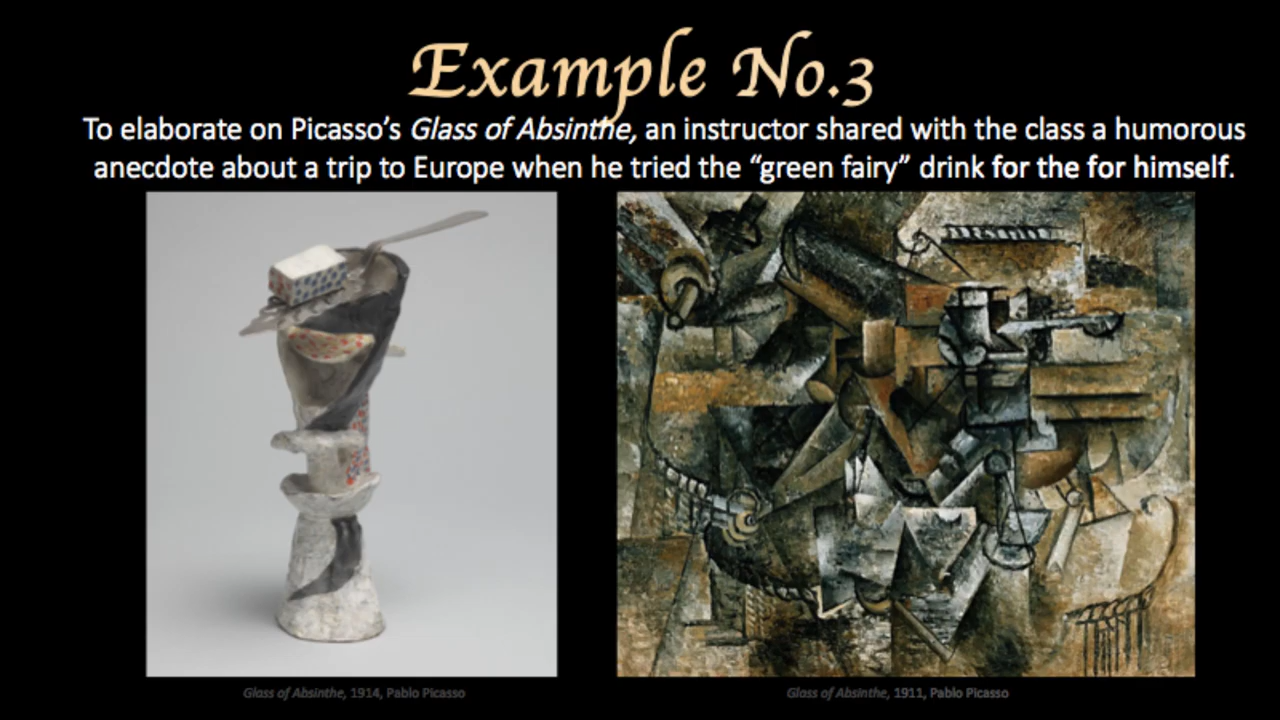 Example No.3
To elaborate on Picasso’s Glass of Absinthe, an instructor shared with the class a humorous
anecdote about a trip to Europe when he tried the “green fairy” drink for the for himself.
Glass of Absinthe, 1914, Pablo Picasso
Glass of Absinthe, 1911, Pablo Picasso